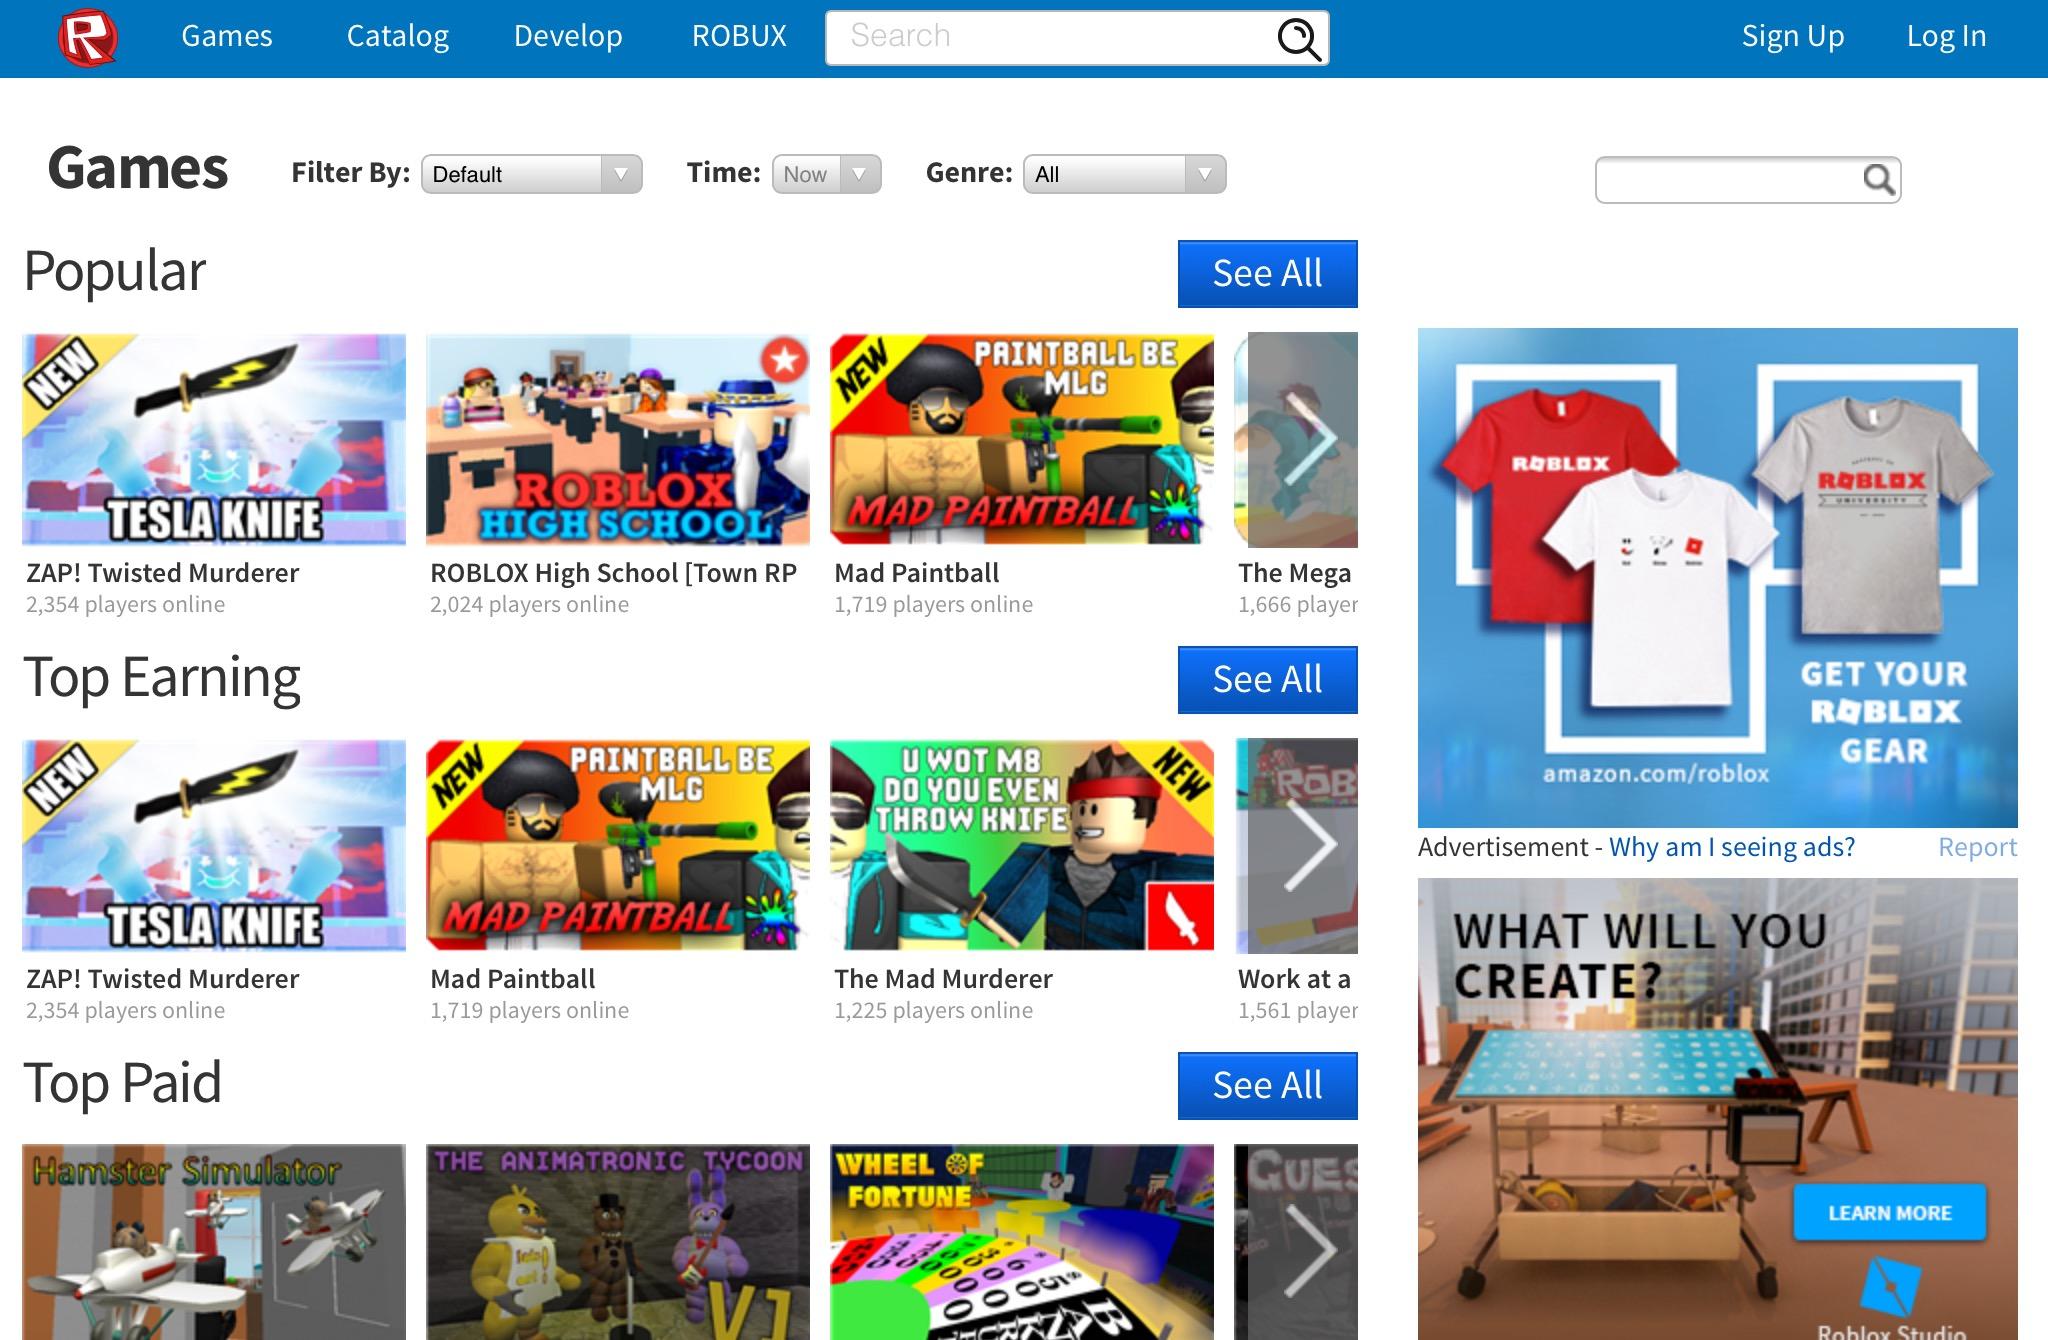 R
Games
Catalog
Develop
ROBUX
Search
Sign Up
Log In
Games
Filter By:
Default
Time:
Now
Genre:
All
Popular
See All
NEW
TESLA KNIFE
ZAP! Twisted Murderer
2,354 players online
ROBLOX
HIGH SCHOOL
ROBLOX High School [Town RP
2,024 players online
NEW
PAINTBALL BE
MLG
MAD PAINTBALL
Mad Paintball
1,719 players online
The Mega
1,666 player
Top Earning
See All
NEW
TESLA KNIFE
ZAP! Twisted Murderer
2,354 players online
NEW
PAINTBALL BE
MLG
MAD PAINTBALL
Mad Paintball
1,719 players online
U WOT M8
DO YOU EVEN
THROW KNIFE
NEW
The Mad Murderer
1,225 players online
ROB
Work at a
1,561 player
Top Paid
See All
Hamster Simulator
THE ANIMATRONIC TYCOON
V1
WHEEL OF
FORTUNE
GUES
ROBLOX
ROBLOX
UNIVERSITY
GET YOUR
ROBLOX
GEAR
amazon.com/roblox
Advertisement - Why am I seeing ads?
Report
WHAT WILL YOU
CREATE?
LEARN MORE
Roblox Studio